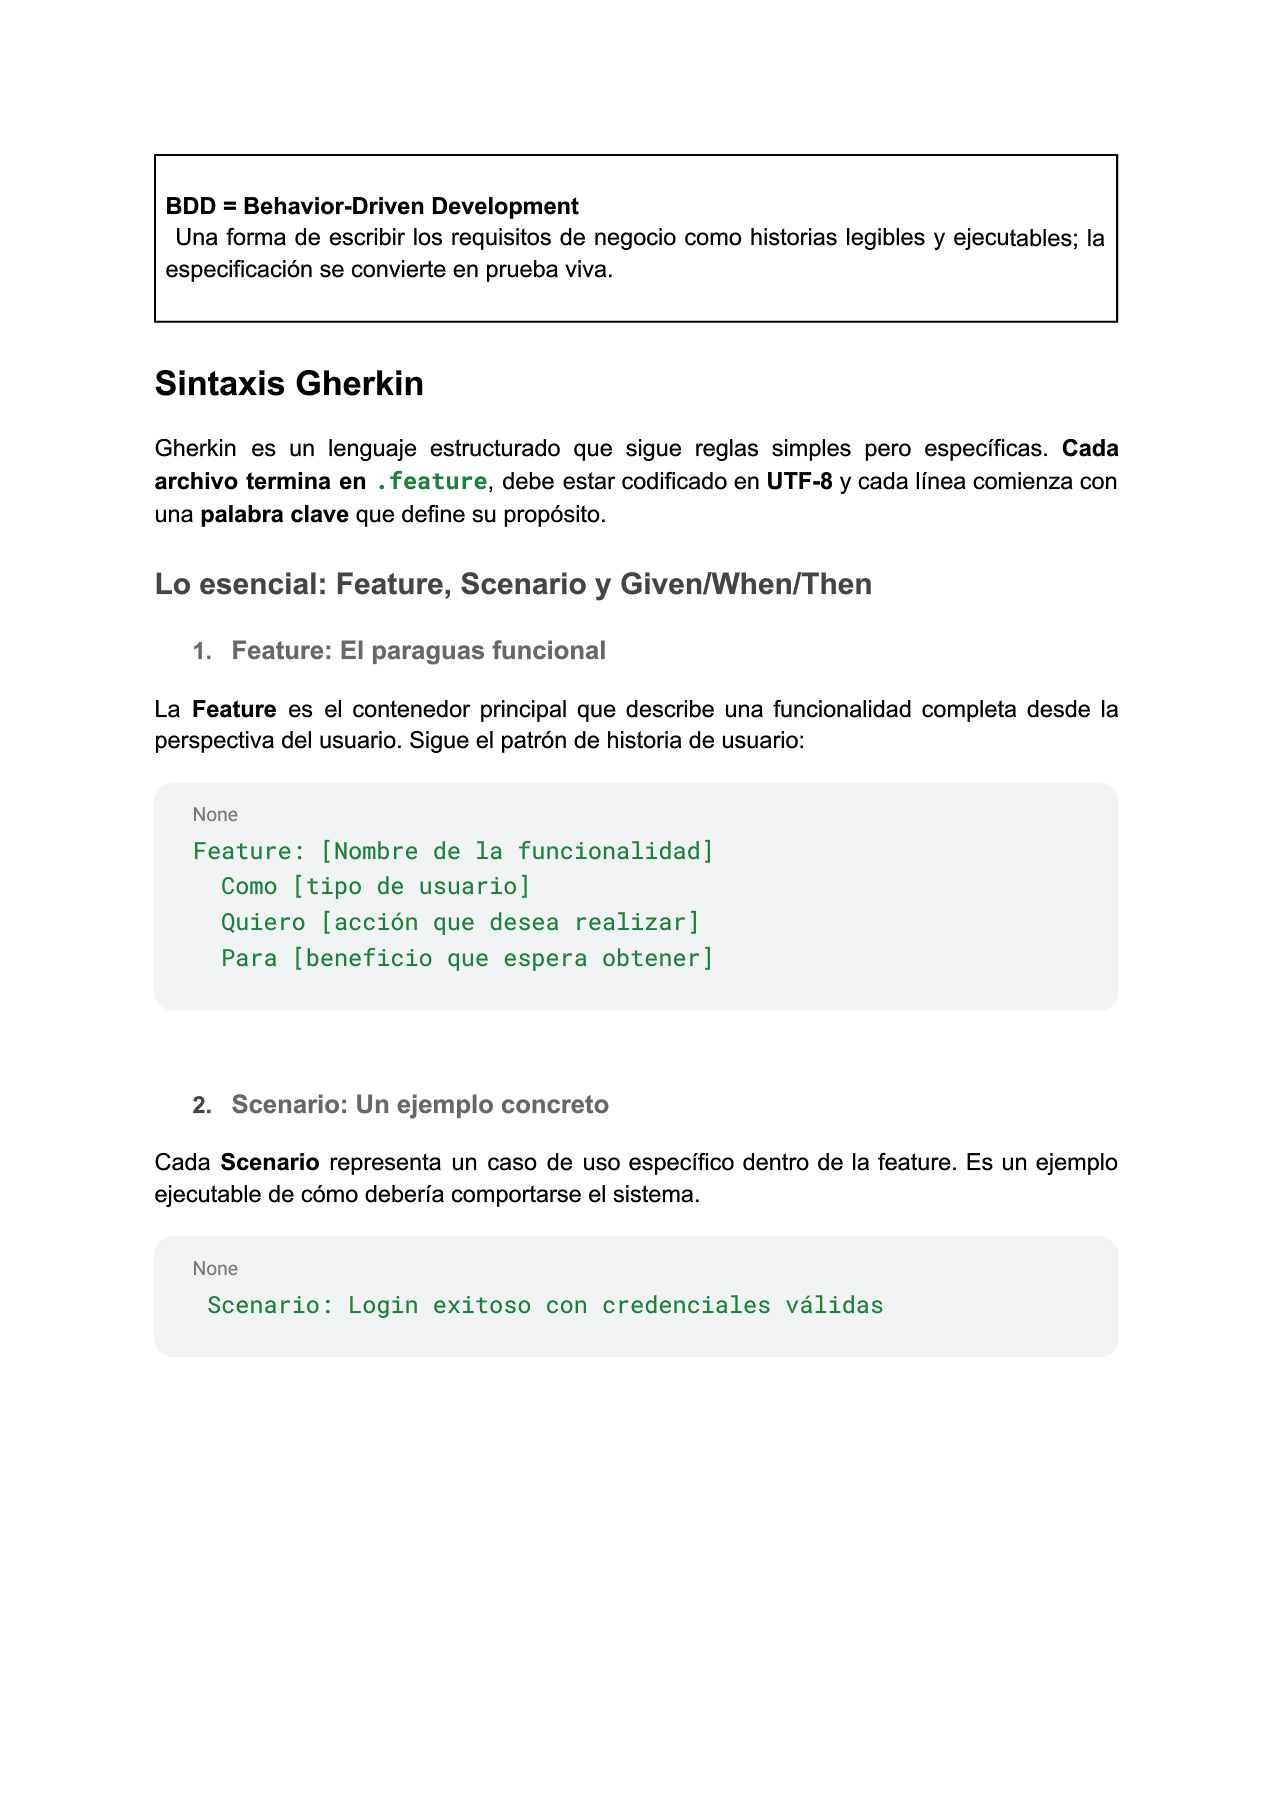 BDD = Behavior-Driven Development
Una forma de escribir los requisitos de negocio como historias legibles y ejecutables; la
especificación se convierte en prueba viva.
Sintaxis Gherkin
Gherkin es un lenguaje estructurado que sigue reglas simples pero específicas. Cada
archivo termina en .feature, debe estar codificado en UTF-8 y cada línea comienza con
una palabra clave que define su propósito.
Lo esencial: Feature, Scenario y Given/When/Then
1. Feature: El paraguas funcional
La Feature es el contenedor principal que describe una funcionalidad completa desde la
perspectiva del usuario. Sigue el patrón de historia de usuario:
None
Feature: [Nombre de la funcionalidad]
Como [tipo de usuario]
Quiero [acción que desea realizar]
Para [beneficio que espera obtener]
2. Scenario: Un ejemplo concreto
Cada Scenario representa un caso de uso específico dentro de la feature. Es un ejemplo
ejecutable de cómo debería comportarse el sistema.
None
Scenario: Login exitoso con credenciales válidas